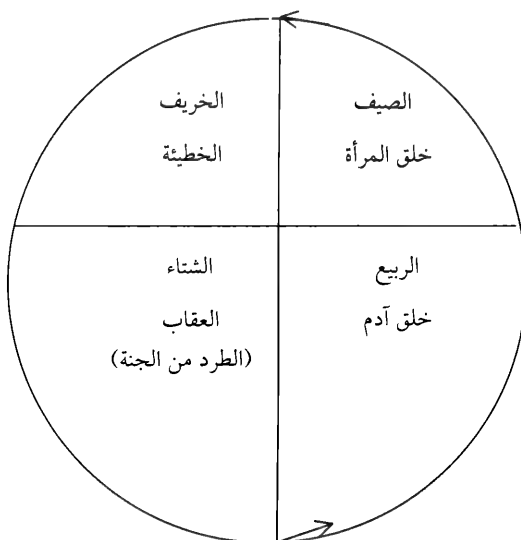 الصيف
خلق المرأة
الخريف
الخطيئة
الربيع
خلق آدم
الشتاء
العقاب
(الطرد من الجنة)